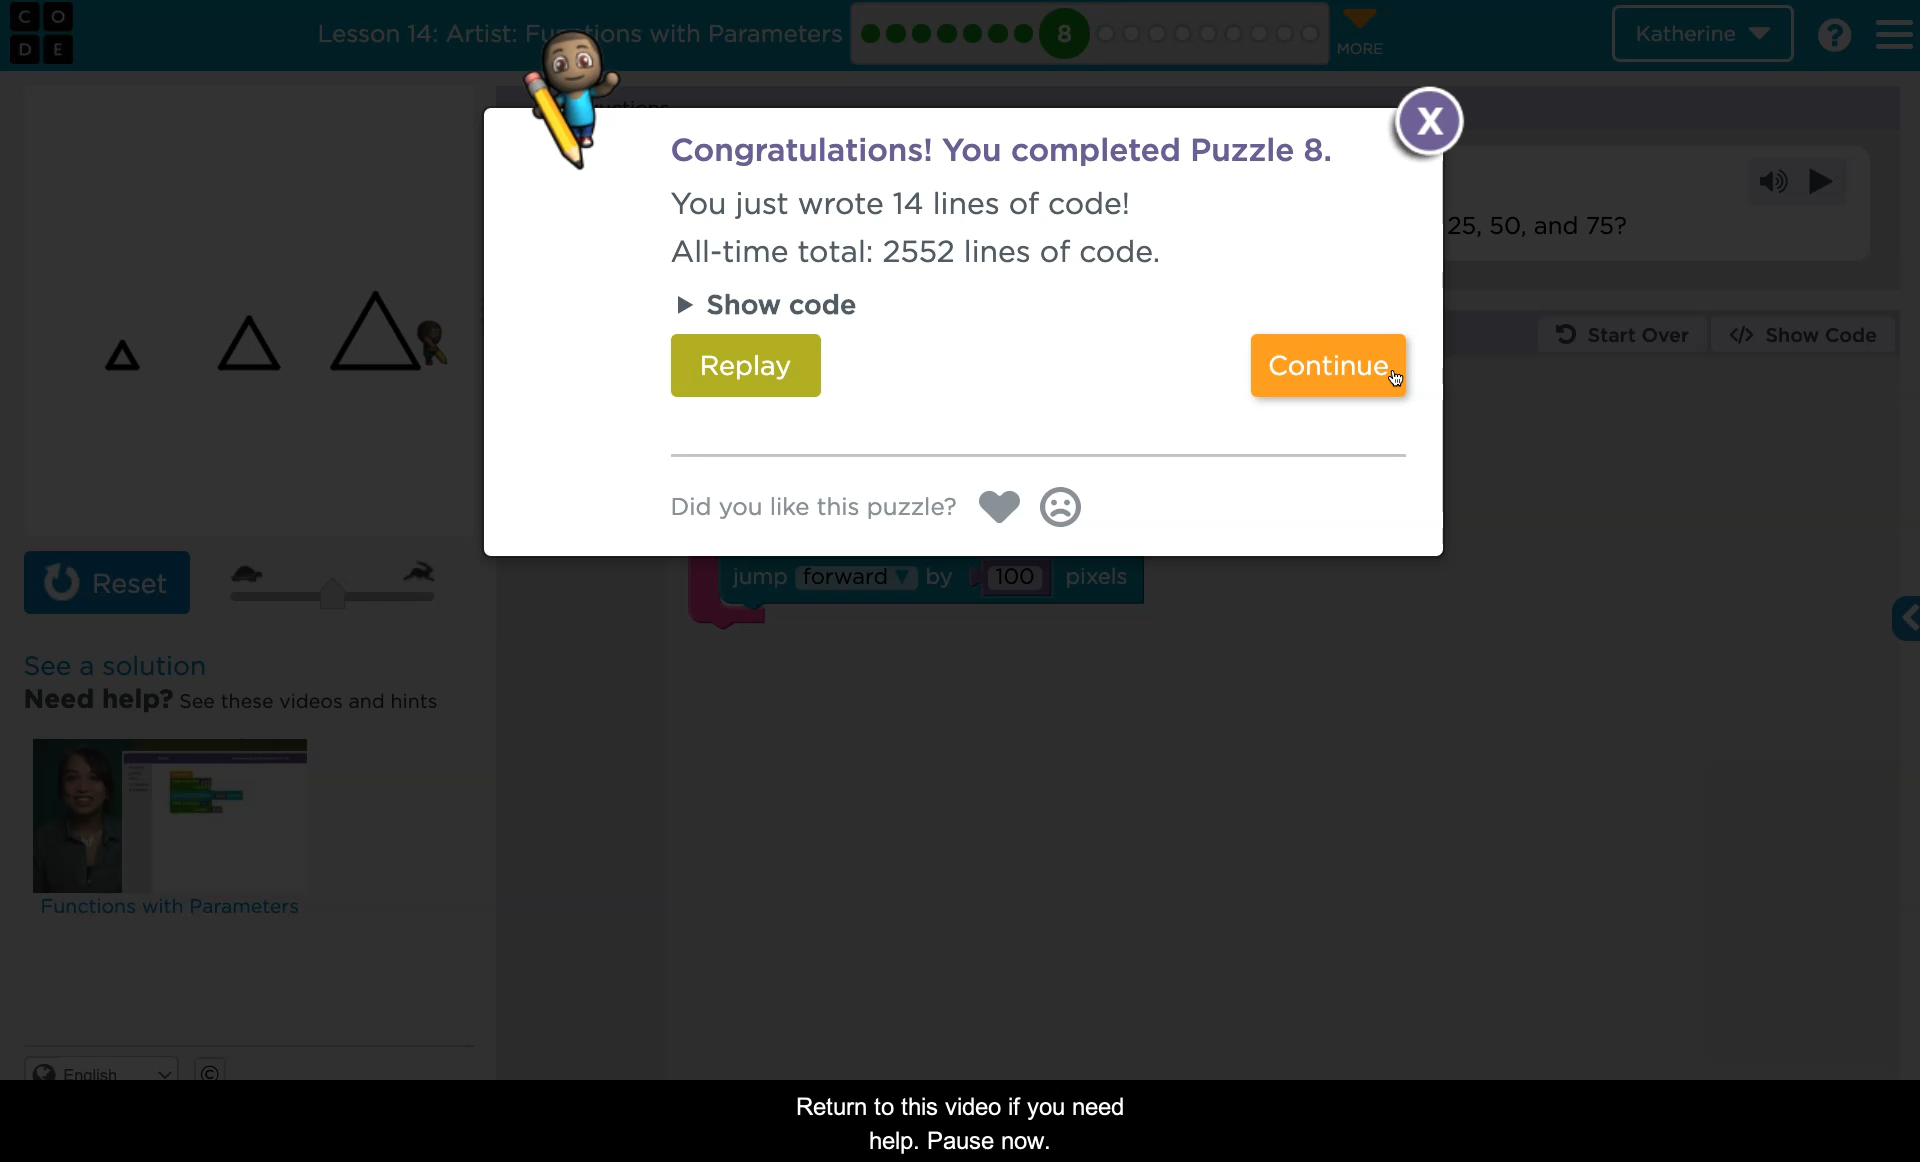 CODE
Lesson 14: Artist: Functions with Parameters
8
MORE
Katherine
?
X
Congratulations! You completed Puzzle 8.
You just wrote 14 lines of code!
All-time total: 2552 lines of code.
Show code
Replay
Continue
Did you like this puzzle?
25, 50, and 75?
Start Over
</> Show Code
jump forward by 100 pixels
Reset
See a solution
Need help? See these videos and hints
Functions with Parameters
English
©
Return to this video if you need
help. Pause now.